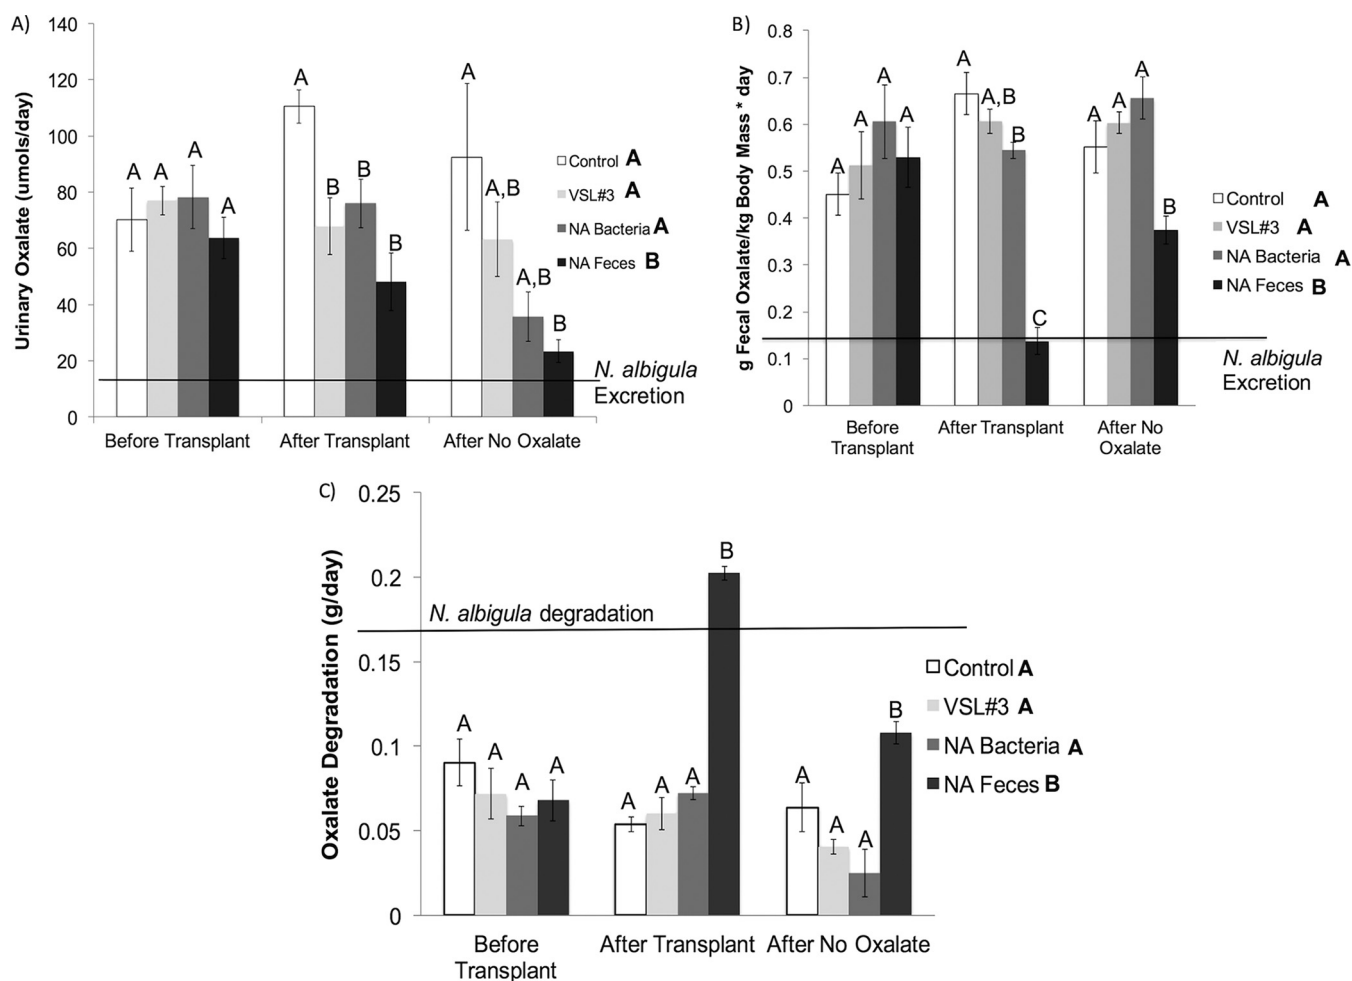 A)
Urinary Oxalate (umols/day)
140
120
100
80
60
40
20
0
A
A
A
A
A
B
B
B
A
A,B
A,B
B
Control A
VSL#3 A
NA Bacteria A
NA Feces B
N. albigula
Excretion
Before Transplant
After Transplant
After No Oxalate
B)
g Fecal Oxalate/kg Body Mass * day
0.8
0.7
0.6
0.5
0.4
0.3
0.2
0.1
0
A
A
A
A
A
A,B
B
C
A
A
A
B
Control A
VSL#3 A
NA Bacteria A
NA Feces B
N. albigula
Excretion
Before
Transplant
After Transplant
After No
Oxalate
C)
Oxalate Degradation (g/day)
0.25
0.2
0.15
0.1
0.05
0
N. albigula degradation
A
A
A
A
A
A
A
B
A
A
A
B
Control A
VSL#3 A
NA Bacteria A
NA Feces B
Before
Transplant
After Transplant
After No Oxalate